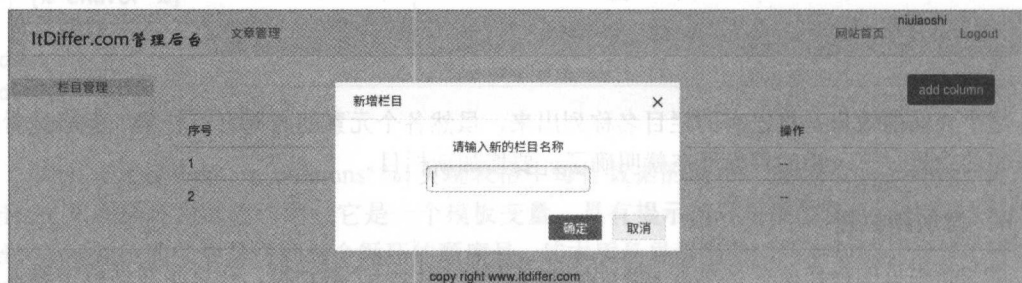 niulaoshi
ItDiffer.com管理后台 文章管理 网站首页 Logout
栏目管理 add column
新增栏目 ×
序号 操作
请输入新的栏目名称
1 --
2 --
确定 取消
copy right www.itdiffer.com